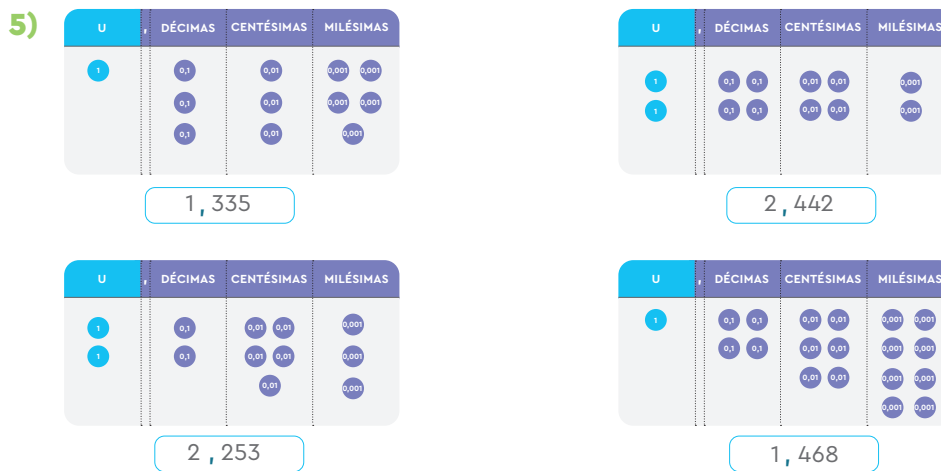 5)
U , DÉCIMAS CENTÉSIMAS MILÉSIMAS
1 0,1 0,01 0,001 0,001
0,1 0,01 0,001 0,001
0,1 0,01 0,001
1,335
U , DÉCIMAS CENTÉSIMAS MILÉSIMAS
1 0,1 0,1 0,01 0,01 0,001
1 0,1 0,1 0,01 0,01 0,001
2,442
U , DÉCIMAS CENTÉSIMAS MILÉSIMAS
1 0,1 0,01 0,01 0,001
1 0,1 0,01 0,01 0,001
0,01 0,001
2,253
U , DÉCIMAS CENTÉSIMAS MILÉSIMAS
1 0,1 0,1 0,01 0,01 0,001 0,001
0,1 0,1 0,01 0,01 0,001 0,001
0,01 0,01 0,001 0,001
0,001 0,001
1,468